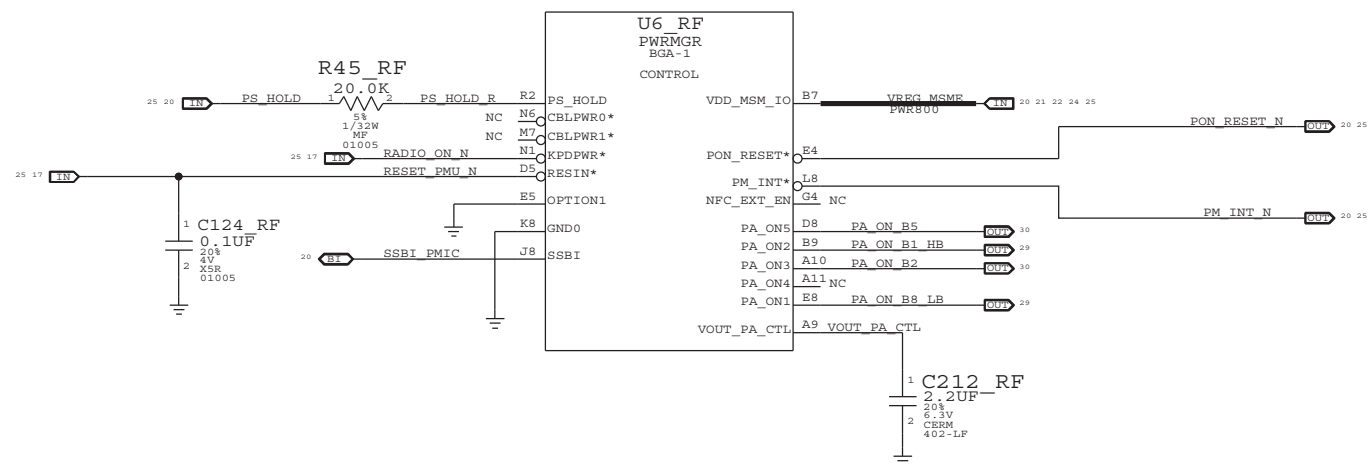 U6_RF
PWRMGR
BGA-1
CONTROL
R45_RF
20.0K
25 20 IN PS_HOLD 1 2 PS_HOLD_R R2 PS_HOLD
5%
1/32W
MF
01005
NC N6 CBLPWR0*
NC M7 CBLPWR1*
25 17 IN RADIO_ON_N N1 KPDPWR*
25 17 IN RESET_PMU_N D5 RESIN*
E5 OPTION1
K8 GND0
20 BI SSBI_PMIC J8 SSBI
1 C124_RF
0.1UF
20%
4V
2 X5R
01005
VDD_MSM_IO B7 VREG_MSME IN 20 21 22 24 25
PWR800
PON_RESET_N OUT 20 25
PON_RESET* E4
PM_INT* L8
PM_INT_N OUT 20 25
NFC_EXT_EN G4 NC
PA_ON5 D8 PA_ON_B5 OUT 30
PA_ON2 B9 PA_ON_B1_HB OUT 29
PA_ON3 A10 PA_ON_B2 OUT 30
PA_ON4 A11 NC
PA_ON1 E8 PA_ON_B8_LB OUT 29
VOUT_PA_CTL A9 VOUT_PA_CTL
1 C212_RF
2.2UF
20%
6.3V
2 CERM
402-LF